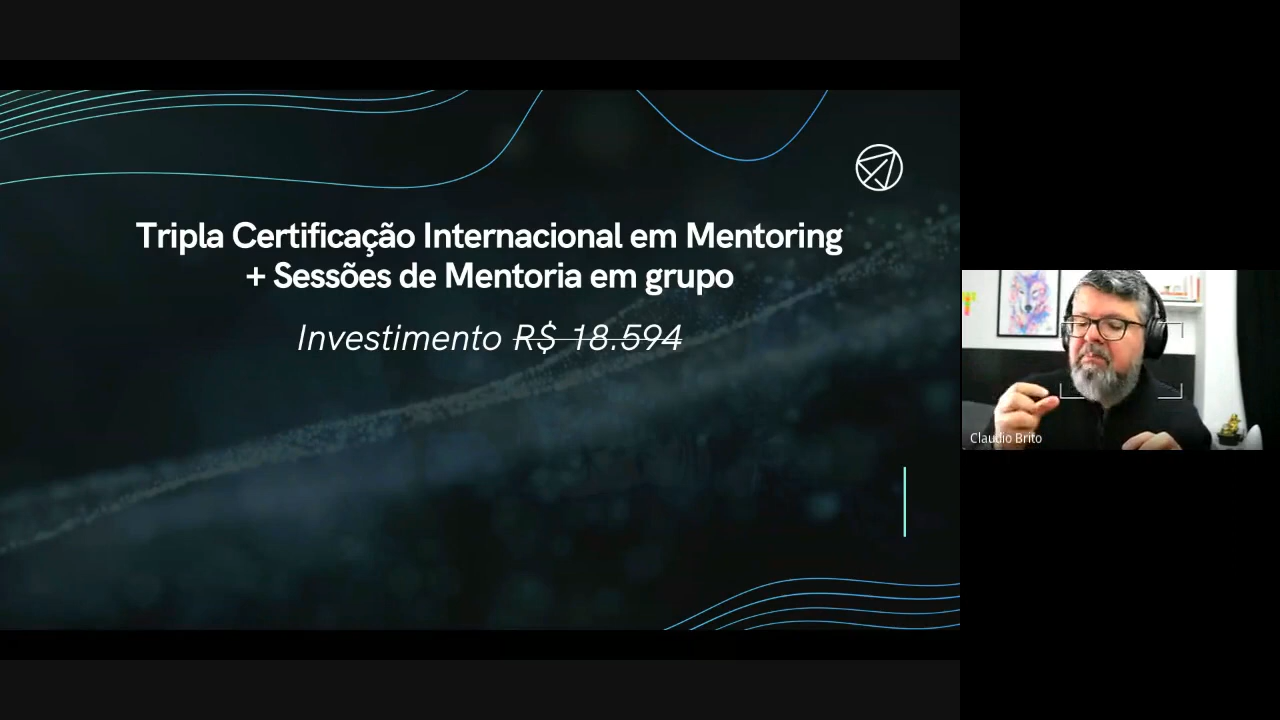 Tripla Certificação Internacional em Mentoring
+ Sessões de Mentoria em grupo
Investimento R$ 18.594
Claudio Brito